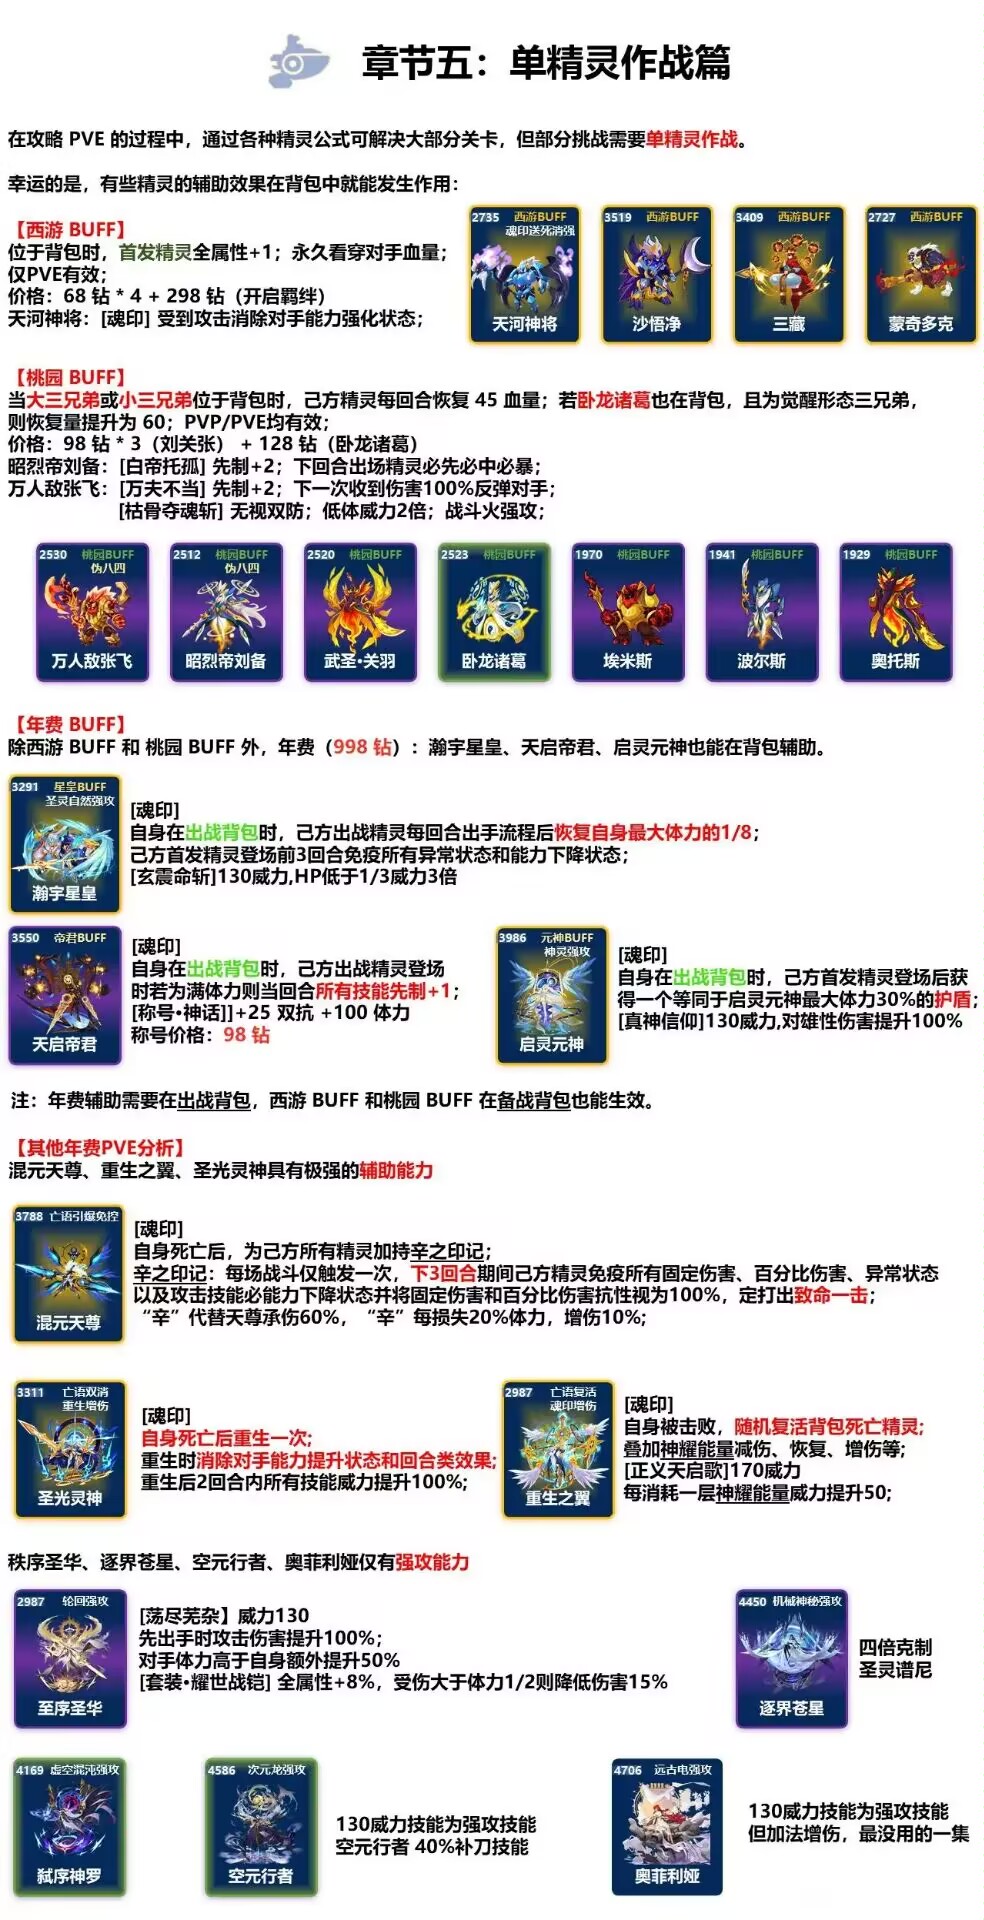 章节五：单精灵作战篇
在攻略 PVE 的过程中，通过各种精灵公式可解决大部分关卡，但部分挑战需要单精灵作战。
幸运的是，有些精灵的辅助效果在背包中就能发生作用：
【西游 BUFF】
位于背包时，首发精灵全属性+1；永久看穿对手血量；
仅PVE有效；
价格：68 钻 * 4 + 298 钻（开启羁绊）
天河神将：[魂印] 受到攻击消除对手能力强化状态；
2735 西游BUFF
魂印送死消强
天河神将
3519 西游BUFF
沙悟净
3409 西游BUFF
三藏
2727 西游BUFF
蒙奇多克
【桃园 BUFF】
当大三兄弟或小三兄弟位于背包时，己方精灵每回合恢复 45 血量；若卧龙诸葛也在背包，且为觉醒形态三兄弟，
则恢复量提升为 60；PVP/PVE均有效；
价格：98 钻 * 3（刘关张） + 128 钻（卧龙诸葛）
昭烈帝刘备：[白帝托孤] 先制+2；下回合出场精灵必先必中必暴；
万人敌张飞：[万夫不当] 先制+2；下一次收到伤害100%反弹对手；
[枯骨夺魂斩] 无视双防；低体威力2倍；战斗火强攻；
2530 桃园BUFF
伪八四
万人敌张飞
2512 桃园BUFF
伪八四
昭烈帝刘备
2520 桃园BUFF
武圣·关羽
2523 桃园BUFF
卧龙诸葛
1970 桃园BUFF
埃米斯
1941 桃园BUFF
波尔斯
1929 桃园BUFF
奥托斯
【年费 BUFF】
除西游 BUFF 和 桃园 BUFF 外，年费（998 钻）：瀚宇星皇、天启帝君、启灵元神也能在背包辅助。
3291 星皇BUFF
圣灵自然强攻
瀚宇星皇
[魂印]
自身在出战背包时，己方出战精灵每回合出手流程后恢复自身最大体力的1/8；
己方首发精灵登场前3回合免疫所有异常状态和能力下降状态；
[玄震命斩]130威力,HP低于1/3威力3倍
3550 帝君BUFF
天启帝君
[魂印]
自身在出战背包时，己方出战精灵登场
时若为满体力则当回合所有技能先制+1；
[称号·神话]]+25 双抗 +100 体力
称号价格：98 钻
3986 元神BUFF
神灵强攻
启灵元神
[魂印]
自身在出战背包时，己方首发精灵登场后获
得一个等同于启灵元神最大体力30%的护盾；
[真神信仰]130威力,对雄性伤害提升100%
注：年费辅助需要在出战背包，西游 BUFF 和桃园 BUFF 在备战背包也能生效。
【其他年费PVE分析】
混元天尊、重生之翼、圣光灵神具有极强的辅助能力
3788 亡语引爆免控
混元天尊
[魂印]
自身死亡后，为己方所有精灵加持辛之印记；
辛之印记：每场战斗仅触发一次，下3回合期间己方精灵免疫所有固定伤害、百分比伤害、异常状态
以及攻击技能必能力下降状态并将固定伤害和百分比伤害抗性视为100%，定打出致命一击；
“辛”代替天尊承伤60%，“辛”每损失20%体力，增伤10%;
3311 亡语双消
重生增伤
圣光灵神
[魂印]
自身死亡后重生一次;
重生时消除对手能力提升状态和回合类效果;
重生后2回合内所有技能威力提升100%;
2987 亡语复活
魂印增伤
重生之翼
[魂印]
自身被击败，随机复活背包死亡精灵;
叠加神耀能量减伤、恢复、增伤等;
[正义天启歌]170威力
每消耗一层神耀能量威力提升50;
秩序圣华、逐界苍星、空元行者、奥菲利娅仅有强攻能力
2987 轮回强攻
至序圣华
[荡尽芜杂】威力130
先出手时攻击伤害提升100%；
对手体力高于自身额外提升50%
[套装·耀世战铠] 全属性+8%，受伤大于体力1/2则降低伤害15%
4450 机械神秘强攻
逐界苍星
四倍克制
圣灵谱尼
4169 虚空混沌强攻
弑序神罗
4586 次元龙强攻
空元行者
130威力技能为强攻技能
空元行者 40%补刀技能
4706 远古电强攻
奥菲利娅
130威力技能为强攻技能
但加法增伤，最没用的一集